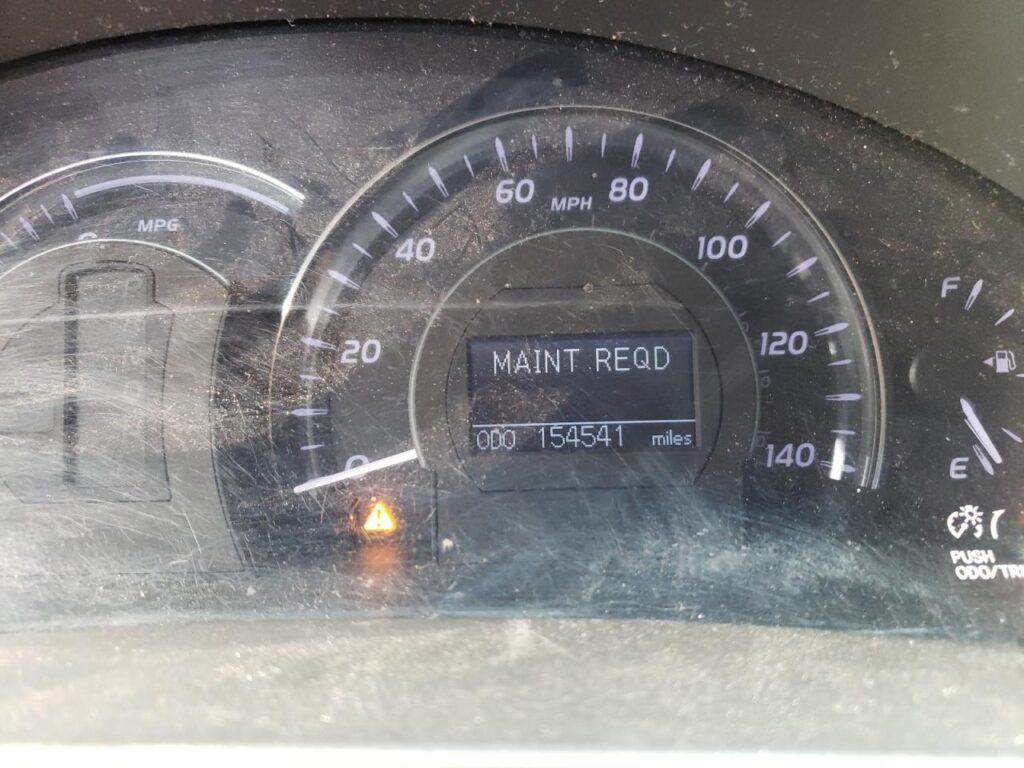 MPG
60
MPH
80
40
100
20
120
0
140
MAINT REQD
ODO 154541 miles
F
E
PUSH